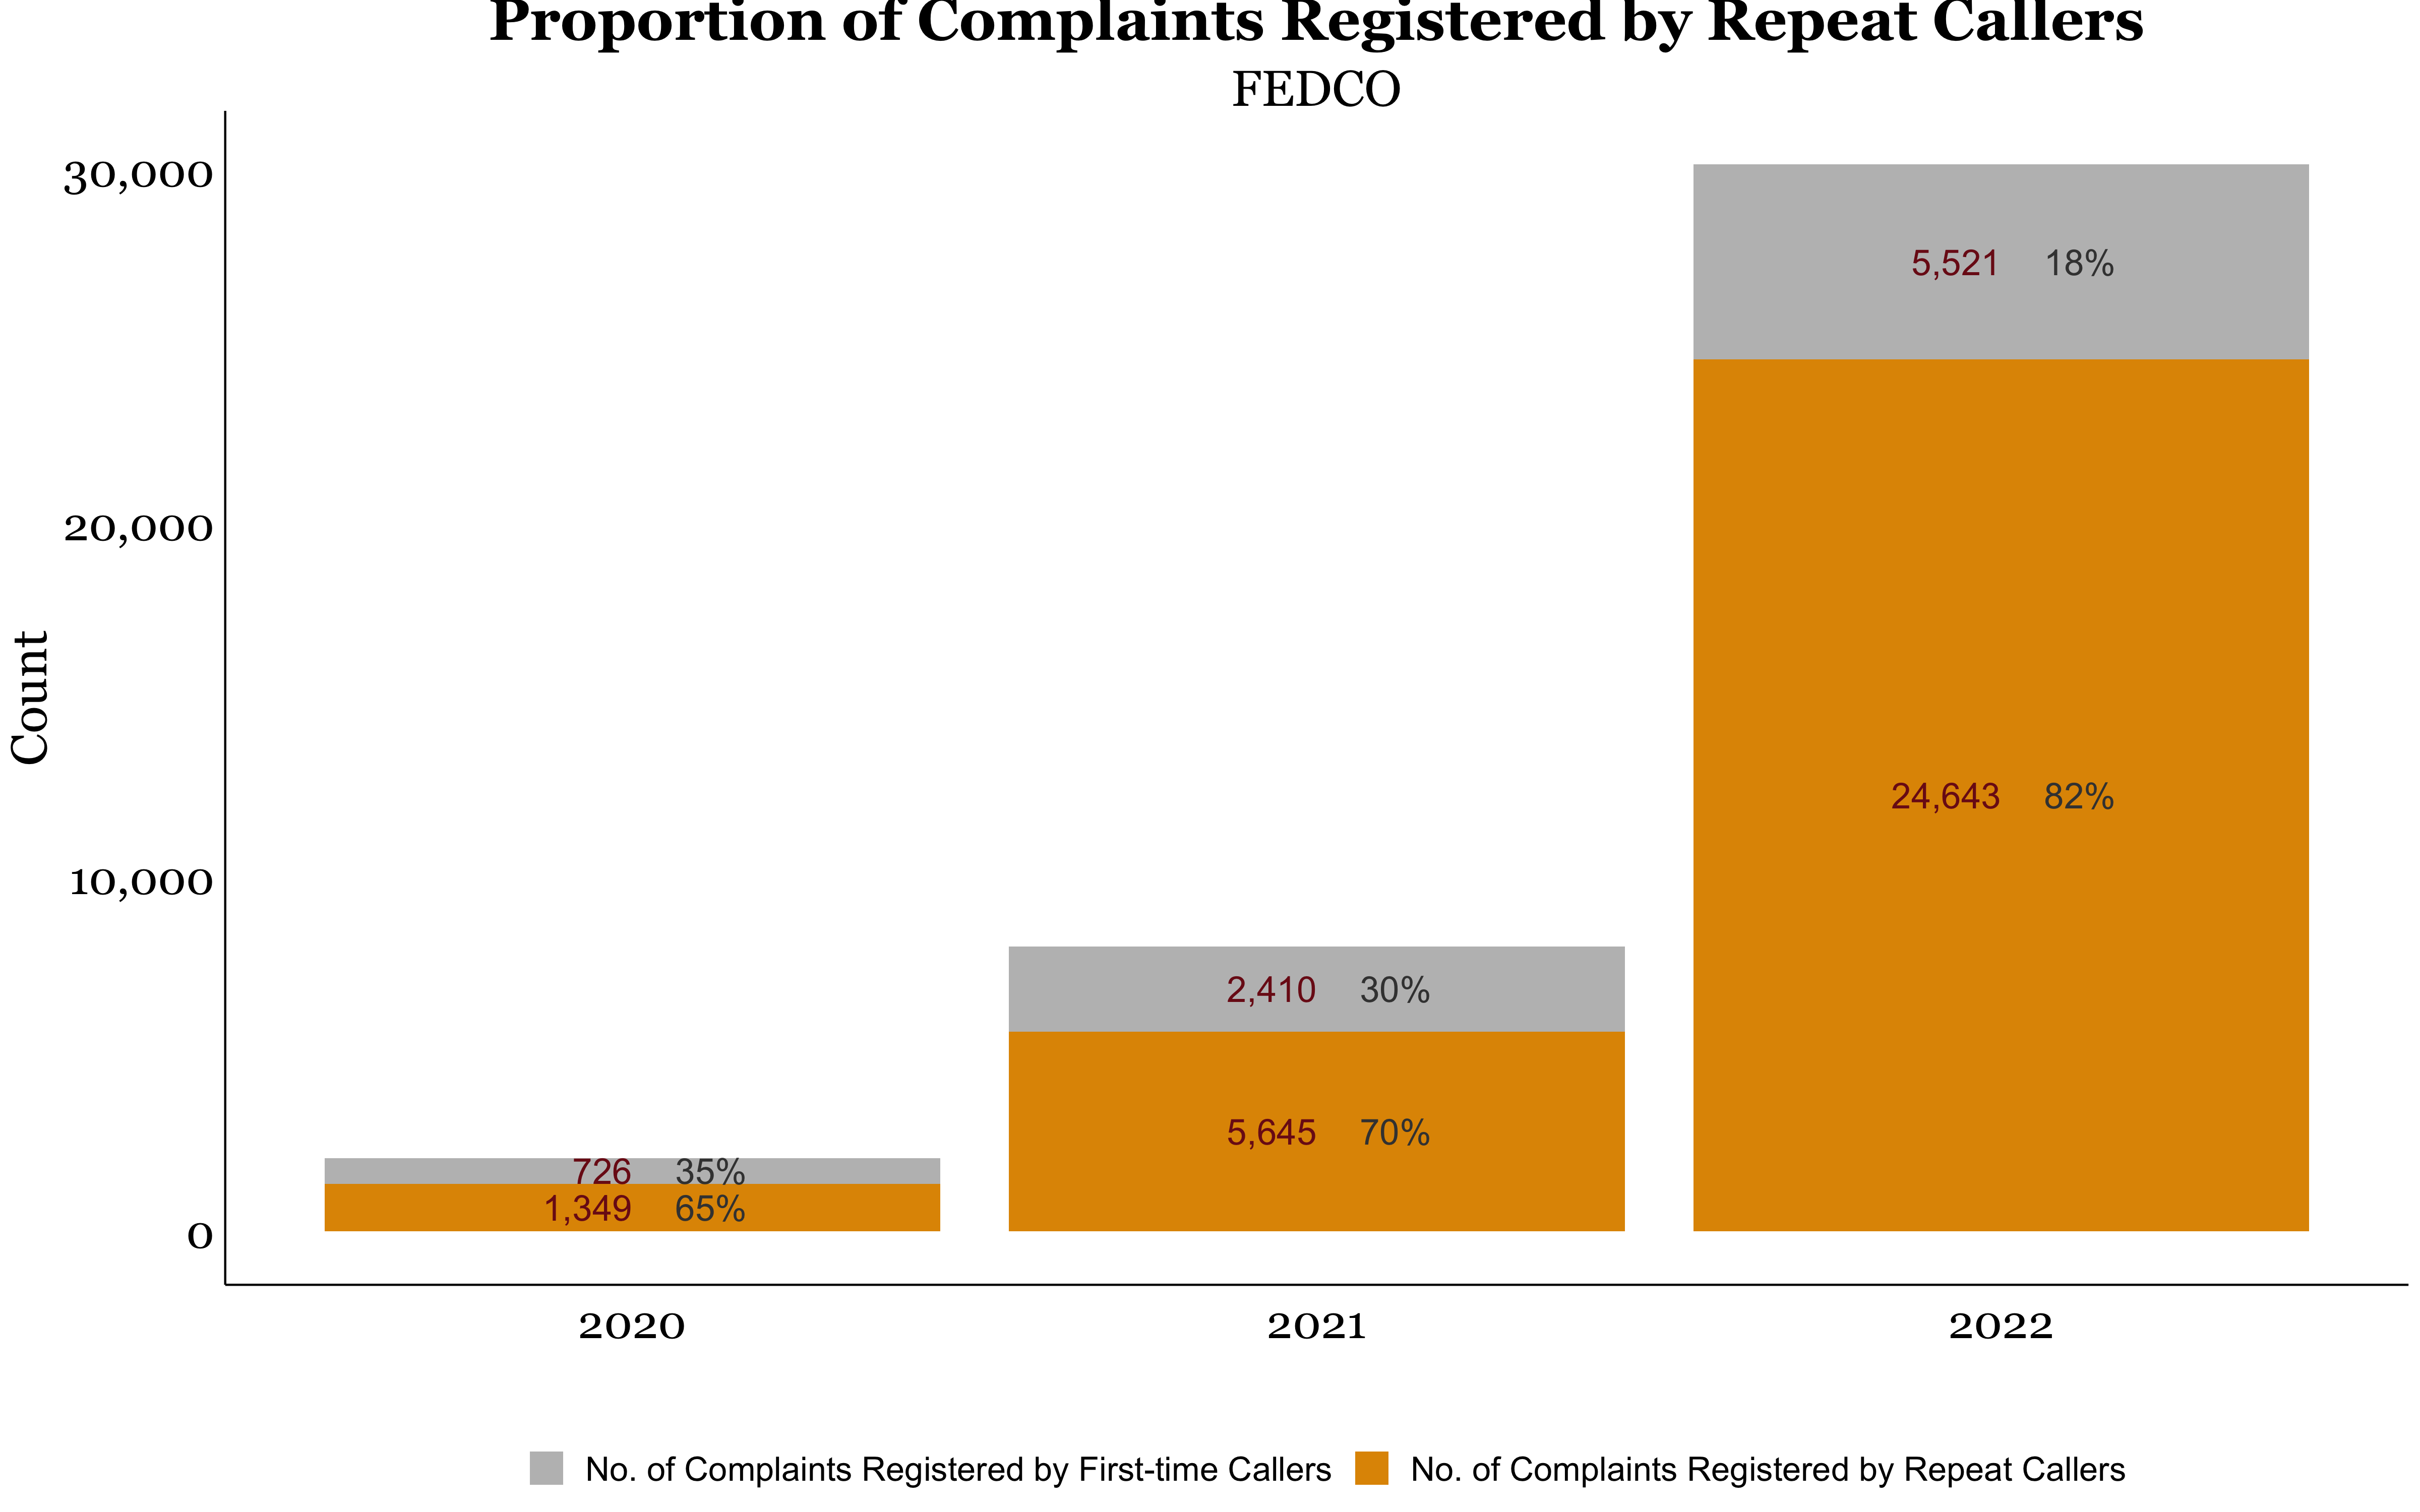 Proportion of Complaints Registered by Repeat Callers
FEDCO
Count
30,000
20,000
10,000
0
5,521 18%
24,643 82%
2,410 30%
5,645 70%
726 35%
1,349 65%
2020 2021 2022
No. of Complaints Registered by First-time Callers No. of Complaints Registered by Repeat Callers